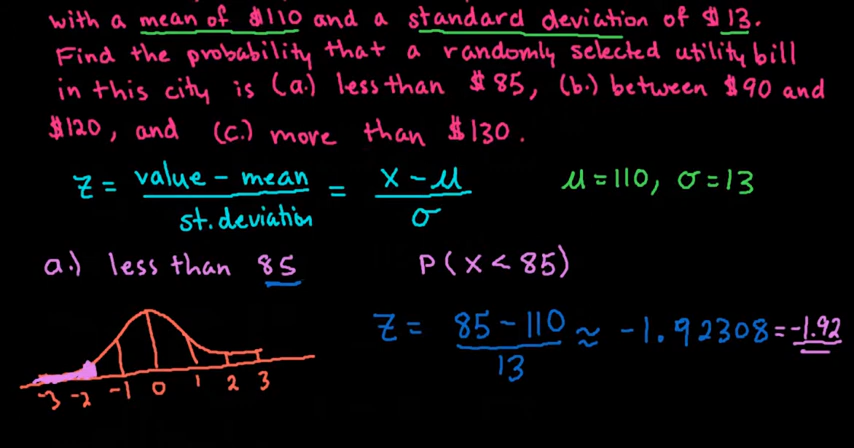 with a mean of $110 and a standard deviation of $13.
Find the probability that a randomly selected utility bill
in this city is (a.) less than $85, (b.) between $90 and
$120, and (c.) more than $130.
Z = value - mean / st. deviation = x - μ / σ
μ = 110, σ = 13
a.) less than 85
P(x < 85)
Z = 85 - 110 / 13 ≈ -1.92308 = -1.92
-3 -2 -1 0 1 2 3